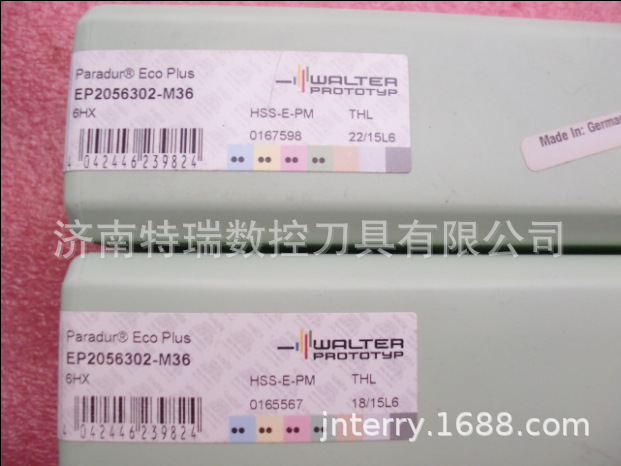 Paradur® Eco Plus
EP2056302-M36
6HX
WALTER
PROTOTYP
HSS-E-PM
THL
0167598
22/15L6
4 042446 239824
Made In: German
济南特瑞数控刀具有限公司
Paradur® Eco Plus
EP2056302-M36
6HX
WALTER
PROTOTYP
HSS-E-PM
THL
0165567
18/15L6
4 042446 239824
jnterry.1688.com